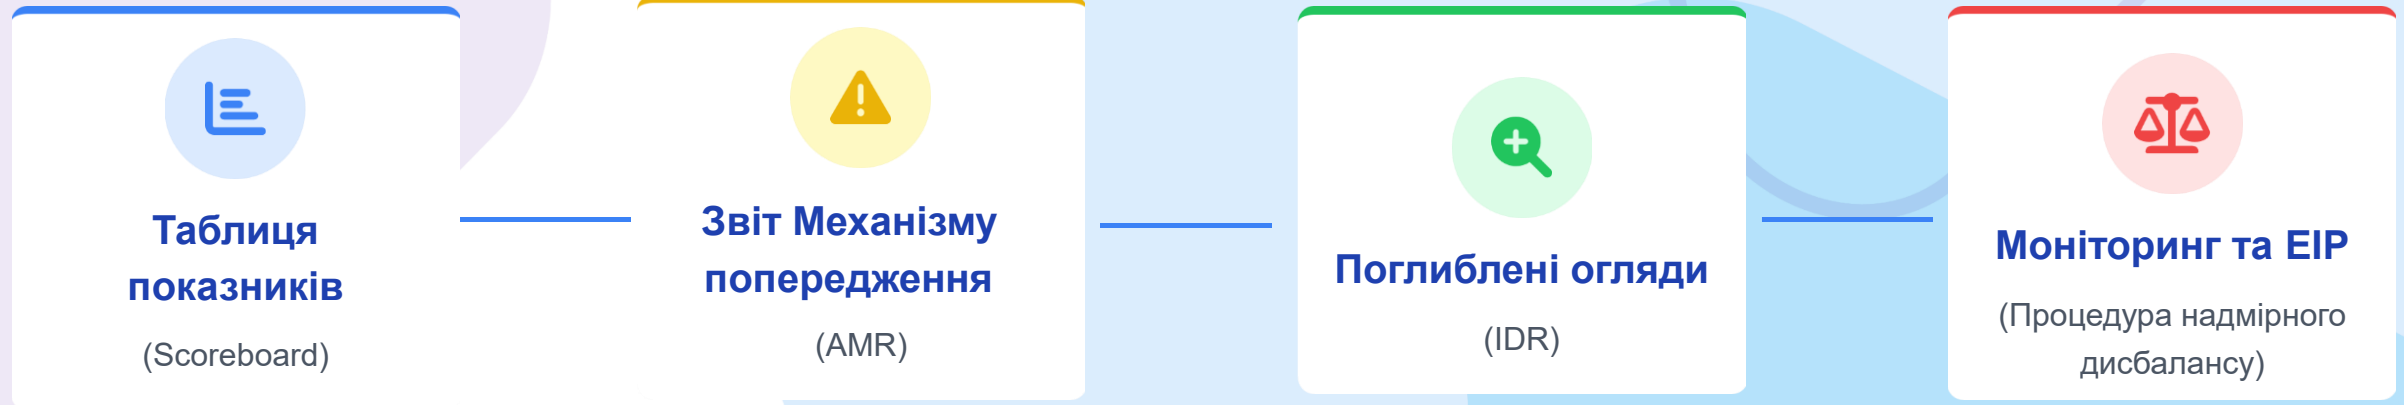 Таблиця
показників
(Scoreboard)
Звіт Механізму
попередження
(AMR)
Поглиблені огляди
(IDR)
Моніторинг та EIP
(Процедура надмірного
дисбалансу)